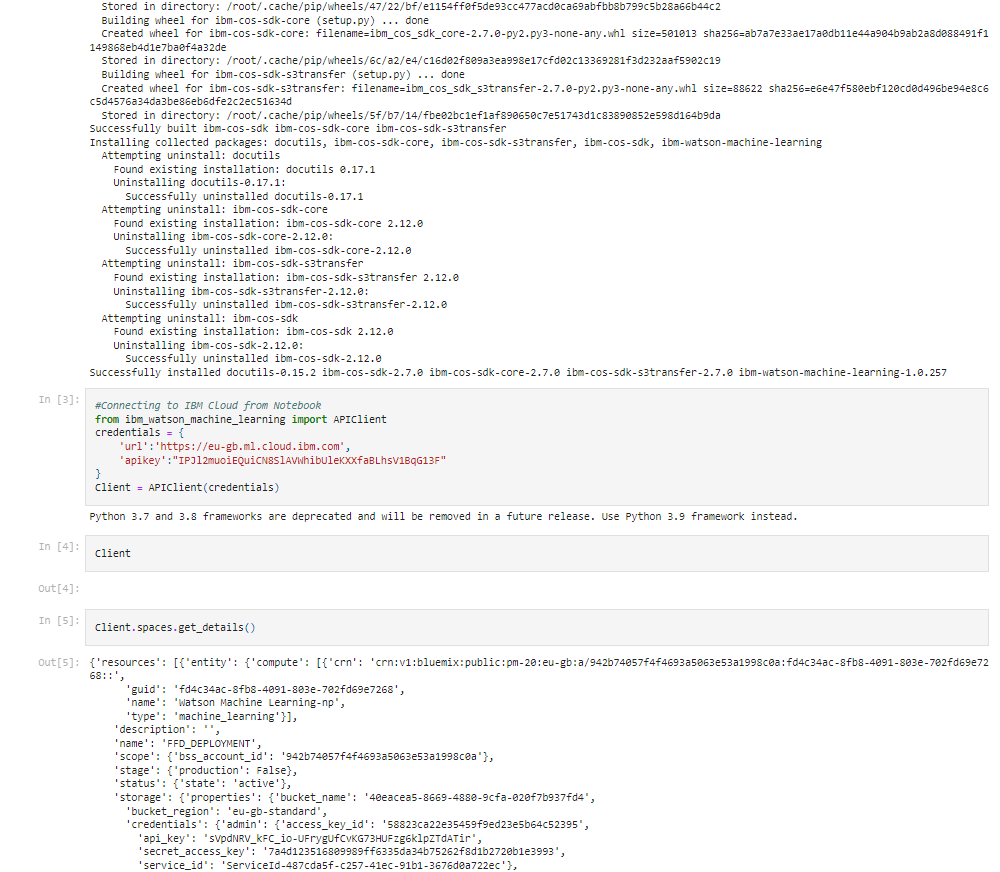 Stored in directory: /root/.cache/pip/wheels/47/22/bf/e1154ff0f5de93cc477acd0ca69abfbb8b799c5b28a66b44c2
Building wheel for ibm-cos-sdk-core (setup.py) ... done
Created wheel for ibm-cos-sdk-core: filename=ibm_cos_sdk_core-2.7.0-py2.py3-none-any.whl size=501013 sha256=ab7a7e33ae17a0db11e44a904b9ab2a8d088491f1
149868eb4d1e7ba0f4a32de
Stored in directory: /root/.cache/pip/wheels/6c/a2/e4/c16d02f809a3ea998e17cfd02c13369281f3d232aaf5902c19
Building wheel for ibm-cos-sdk-s3transfer (setup.py) ... done
Created wheel for ibm-cos-sdk-s3transfer: filename=ibm_cos_sdk_s3transfer-2.7.0-py2.py3-none-any.whl size=88622 sha256=e6e47f580ebf120cd0d496be94e8c6
c5d4576a34da3be86eb6dfe2c2ec51634d
Stored in directory: /root/.cache/pip/wheels/5f/b7/14/fbe02bc1ef1af890650c7e51743d1c83890852e598d164b9da
Successfully built ibm-cos-sdk ibm-cos-sdk-core ibm-cos-sdk-s3transfer
Installing collected packages: docutils, ibm-cos-sdk-core, ibm-cos-sdk-s3transfer, ibm-cos-sdk, ibm-watson-machine-learning
Attempting uninstall: docutils
Found existing installation: docutils 0.17.1
Uninstalling docutils-0.17.1:
Successfully uninstalled docutils-0.17.1
Attempting uninstall: ibm-cos-sdk-core
Found existing installation: ibm-cos-sdk-core 2.12.0
Uninstalling ibm-cos-sdk-core-2.12.0:
Successfully uninstalled ibm-cos-sdk-core-2.12.0
Attempting uninstall: ibm-cos-sdk-s3transfer
Found existing installation: ibm-cos-sdk-s3transfer 2.12.0
Uninstalling ibm-cos-sdk-s3transfer-2.12.0:
Successfully uninstalled ibm-cos-sdk-s3transfer-2.12.0
Attempting uninstall: ibm-cos-sdk
Found existing installation: ibm-cos-sdk 2.12.0
Uninstalling ibm-cos-sdk-2.12.0:
Successfully uninstalled ibm-cos-sdk-2.12.0
Successfully installed docutils-0.15.2 ibm-cos-sdk-2.7.0 ibm-cos-sdk-core-2.7.0 ibm-cos-sdk-s3transfer-2.7.0 ibm-watson-machine-learning-1.0.257
In [3]: #Connecting to IBM Cloud from Notebook
from ibm_watson_machine_learning import APIClient
credentials = {
'url':'https://eu-gb.ml.cloud.ibm.com',
'apikey':"IPJl2muoiEQuiCN8SlAVWhibUleKXXfaBLhsV1BqG13F"
}
Client = APIClient(credentials)
Python 3.7 and 3.8 frameworks are deprecated and will be removed in a future release. Use Python 3.9 framework instead.
In [4]: Client
Out[4]:
In [5]: Client.spaces.get_details()
Out[5]: {'resources': [{'entity': {'compute': [{'crn': 'crn:v1:bluemix:public:pm-20:eu-gb:a/942b74057f4f4693a5063e53a1998c0a:fd4c34ac-8fb8-4091-803e-702fd69e72
68::',
'guid': 'fd4c34ac-8fb8-4091-803e-702fd69e7268',
'name': 'Watson Machine Learning-np',
'type': 'machine_learning'}],
'description': '',
'name': 'FFD_DEPLOYMENT',
'scope': {'bss_account_id': '942b74057f4f4693a5063e53a1998c0a'},
'stage': {'production': False},
'status': {'state': 'active'},
'storage': {'properties': {'bucket_name': '40eacea5-8669-4880-9cfa-020f7b937fd4',
'bucket_region': 'eu-gb-standard',
'credentials': {'admin': {'access_key_id': '58823ca22e35459f9ed23e5b64c52395',
'api_key': 'sVpdNRV_kFC_io-UFrygUfCvKG73HUFzg6klpZTdATir',
'secret_access_key': '7a4d123516809989ff6335da34b75262f8d1b2720b1e3993',
'service_id': 'ServiceId-487cda5f-c257-41ec-91b1-3676d0a722ec'},